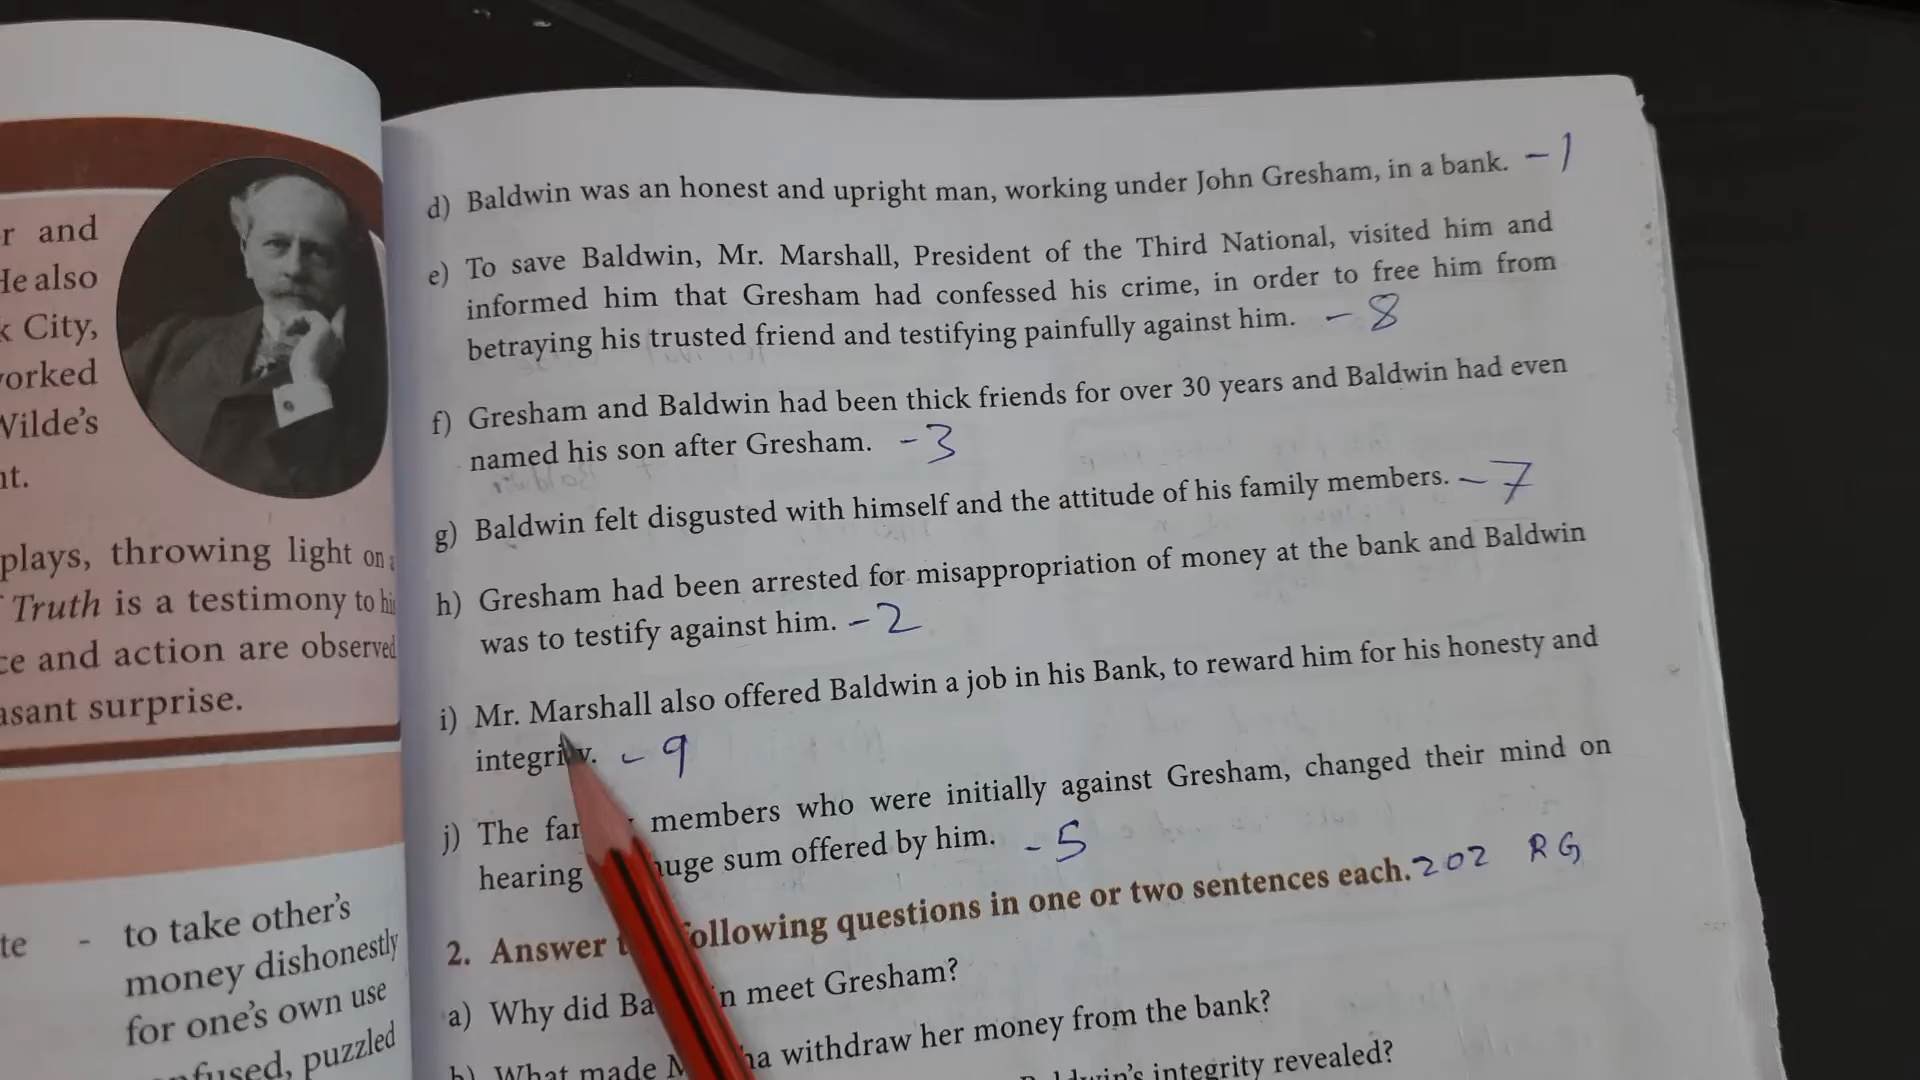 r and
He also
k City,
worked
Wilde's
nt.
plays, throwing light on
Truth is a testimony to his
ce and action are observed
asant surprise.
te - to take other's
money dishonestly
for one's own use
confused, puzzled
d) Baldwin was an honest and upright man, working under John Gresham, in a bank. - 1
e) To save Baldwin, Mr. Marshall, President of the Third National, visited him and
informed him that Gresham had confessed his crime, in order to free him from
betraying his trusted friend and testifying painfully against him. - 8
f) Gresham and Baldwin had been thick friends for over 30 years and Baldwin had even
named his son after Gresham. - 3
g) Baldwin felt disgusted with himself and the attitude of his family members. - 7
h) Gresham had been arrested for misappropriation of money at the bank and Baldwin
was to testify against him. - 2
i) Mr. Marshall also offered Baldwin a job in his Bank, to reward him for his honesty and
integrity. - 9
j) The family members who were initially against Gresham, changed their mind on
hearing huge sum offered by him. - 5
2. Answer the following questions in one or two sentences each. 202 RG
a) Why did Baldwin meet Gresham?
b) What made withdraw her money from the bank?
Baldwin's integrity revealed?